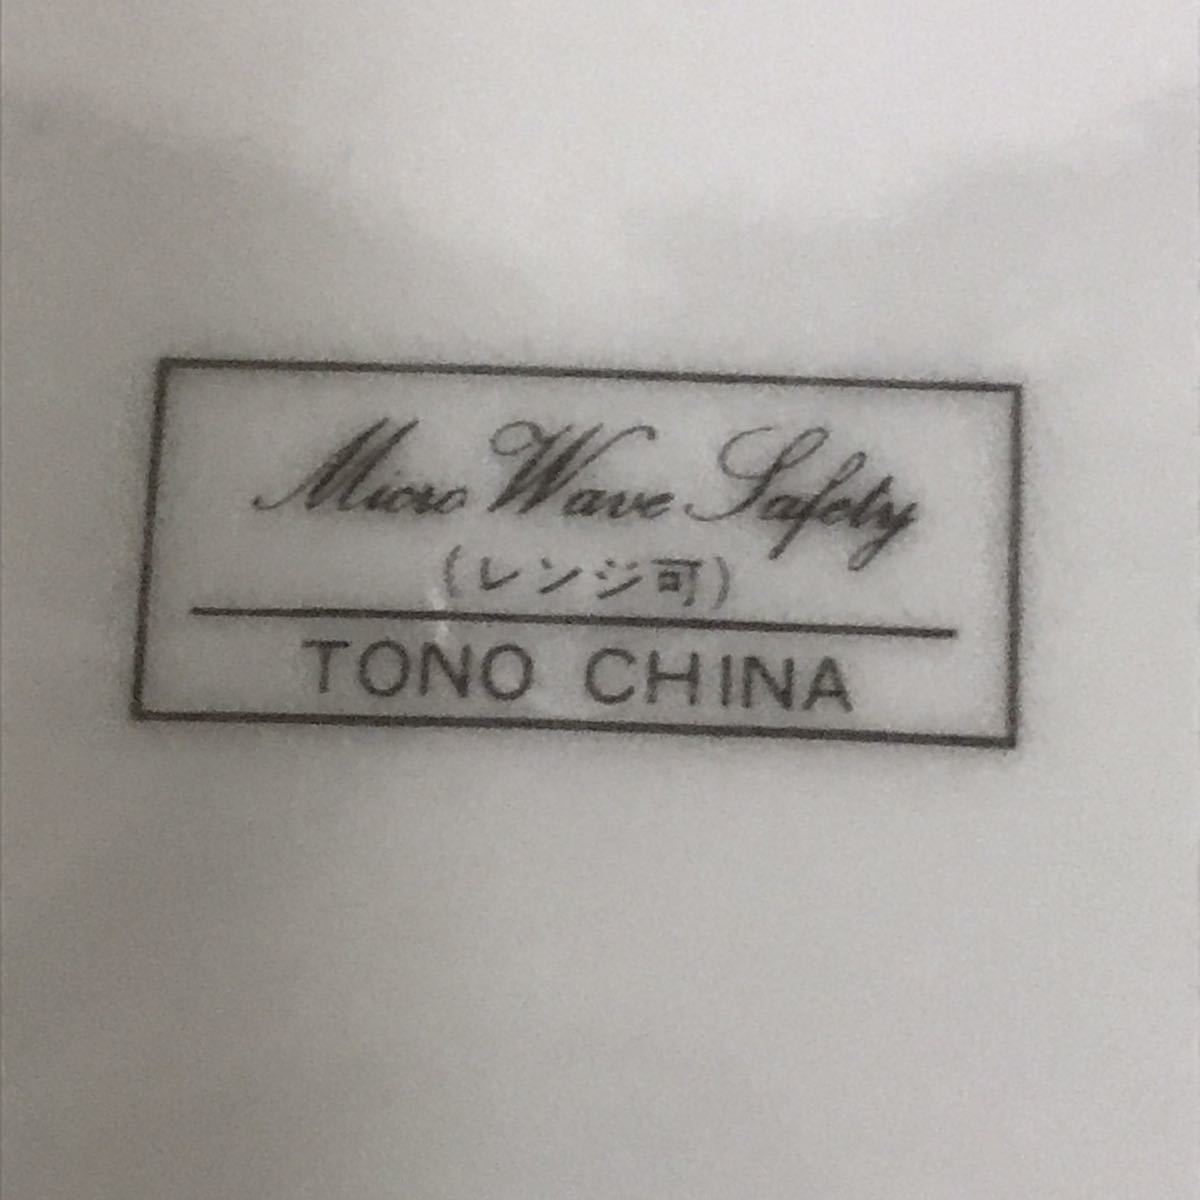 Micro Wave Safety
(レンジ可)
TONO CHINA